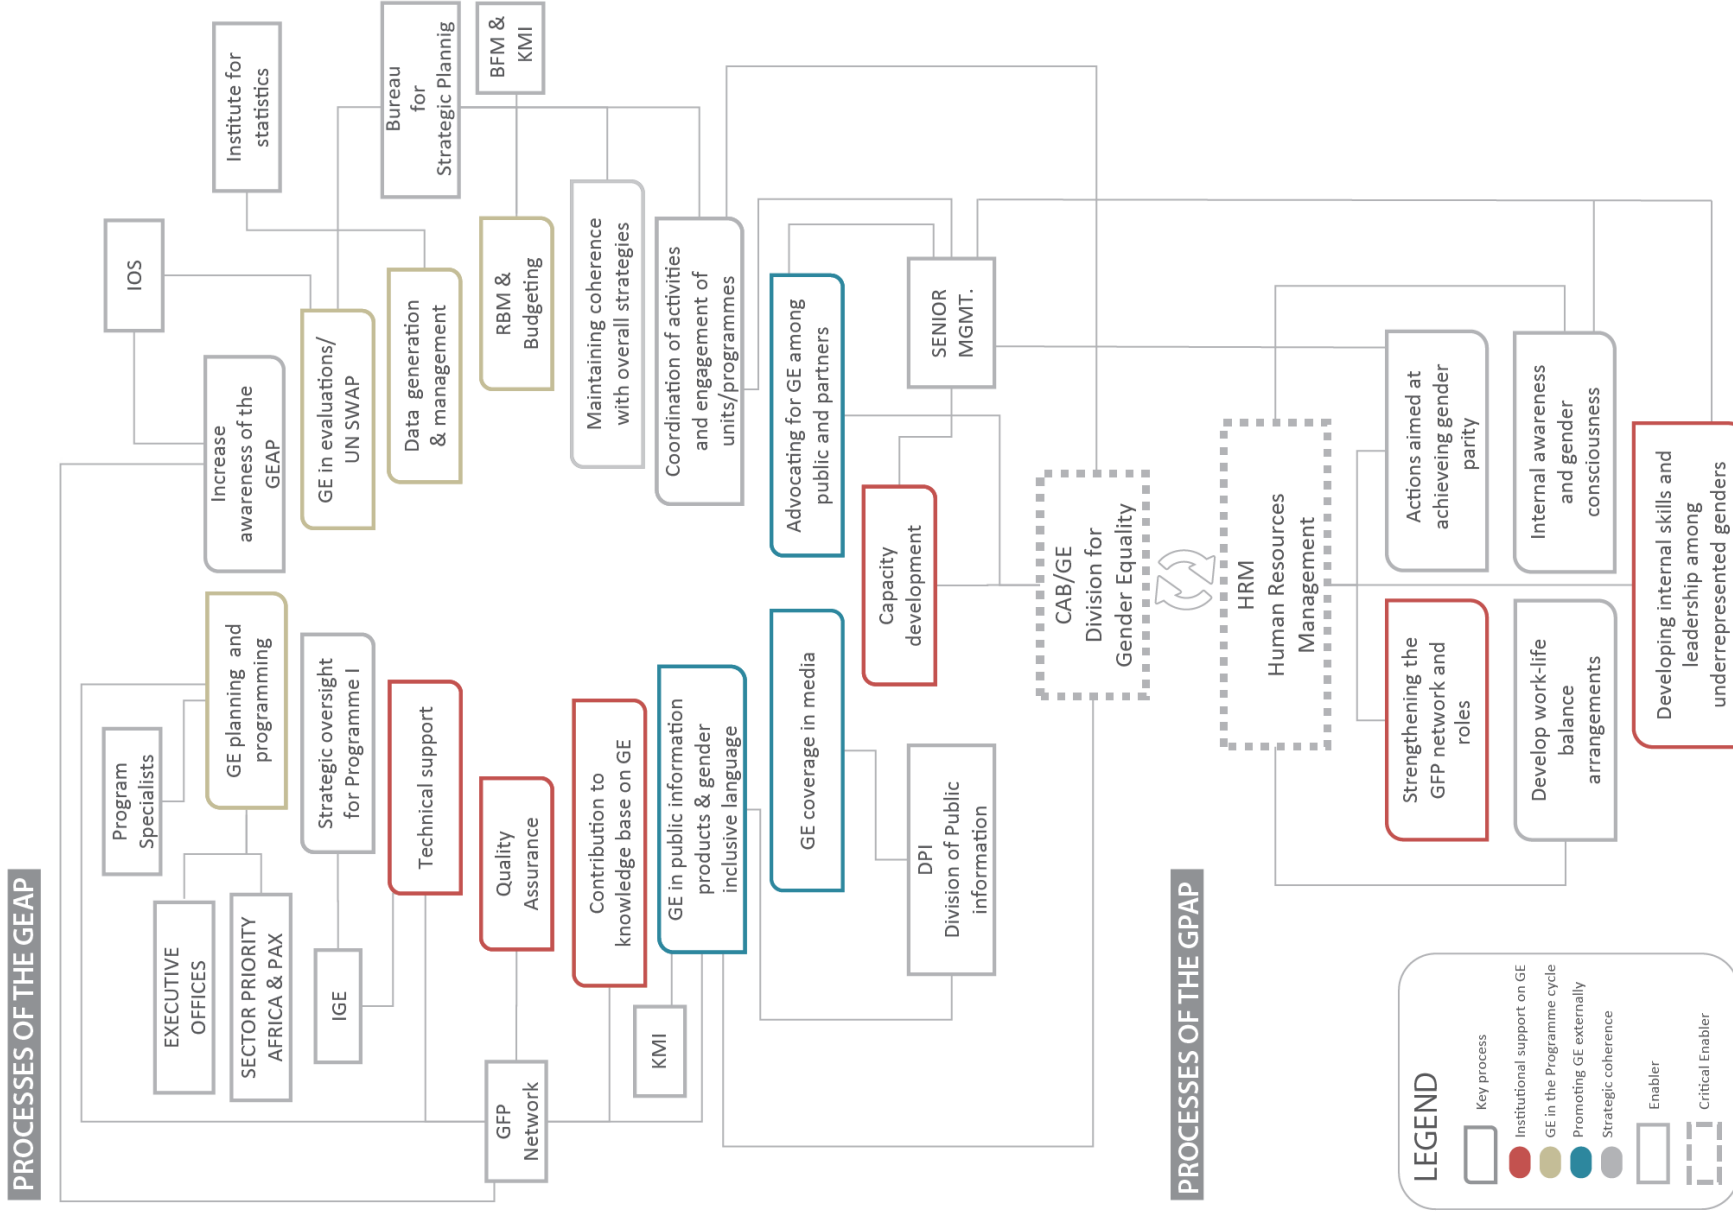 PROCESSES OF THE GEAP
EXECUTIVE
OFFICES
SECTOR PRIORITY
AFRICA & PAX
Program
Specialists
GE planning and
programming
Increase
awareness of the
GEAP
IOS
Institute for
statistics
IGE
Strategic oversight
for Programme I
GE in evaluations/
UN SWAP
Technical support
Data generation
& management
Bureau
for
Strategic Plannig
GFP
Network
Quality
Assurance
RBM &
Budgeting
BFM &
KMI
Contribution to
knowledge base on GE
Maintaining coherence
with overall strategies
KMI
GE in public information
products & gender
inclusive language
Coordination of activities
and engagement of
units/programmes
GE coverage in media
Advocating for GE among
public and partners
Capacity
development
DPI
Division of Public
information
SENIOR
MGMT.
CAB/GE
Division for
Gender Equality
PROCESSES OF THE GPAP
HRM
Human Resources
Management
Strengthening the
GFP network and
roles
Actions aimed at
achieveing gender
parity
Develop work-life
balance
arrangements
Internal awareness
and gender
consciousness
Developing internal skills and
leadership among
underrepresented genders
LEGEND
Key process
Institutional support on GE
GE in the Programme cycle
Promoting GE externally
Strategic coherence
Enabler
Critical Enabler